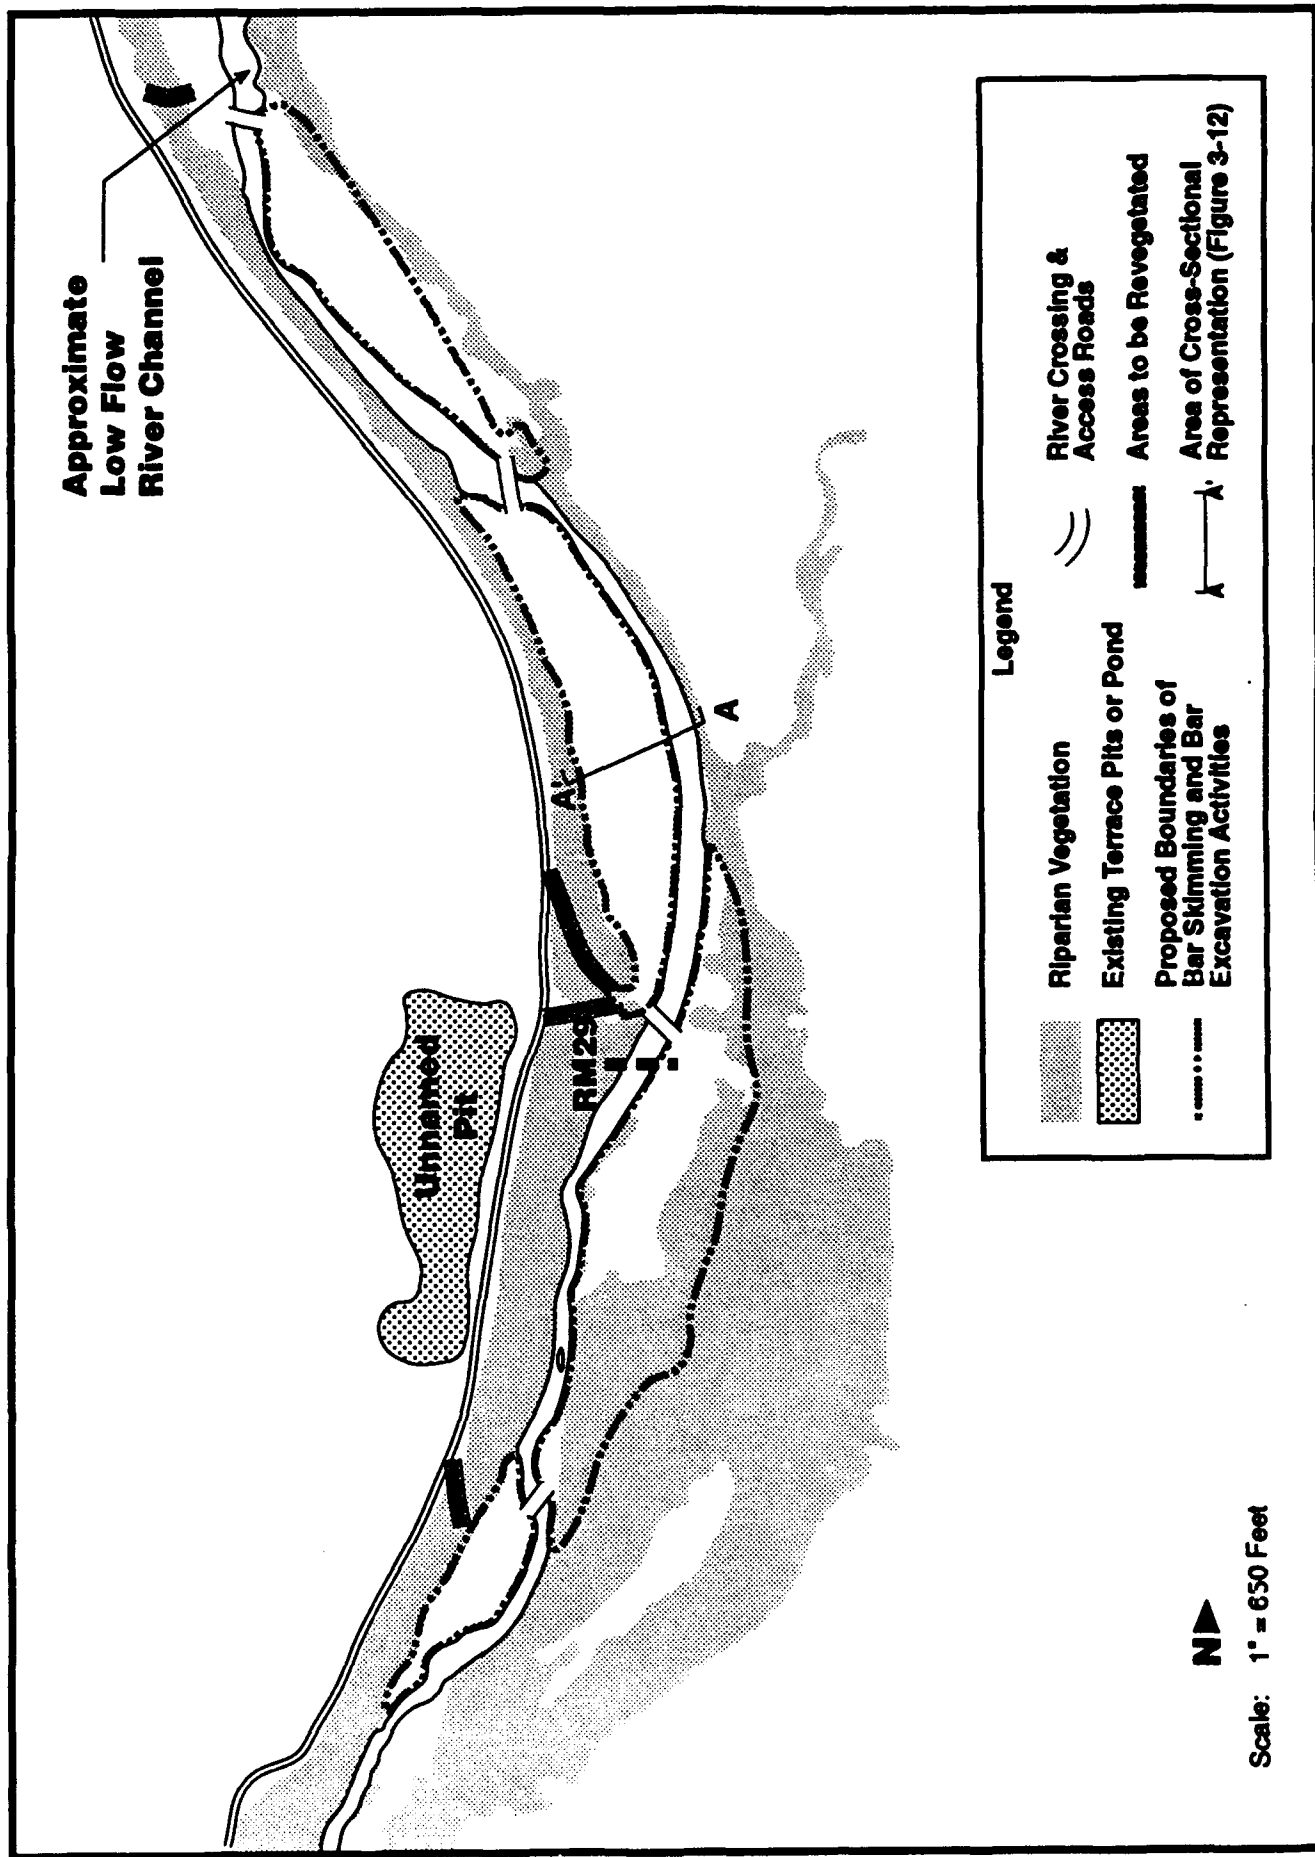 Approximate
Low Flow
River Channel
Unnamed
Pit
RM29
A'
A
Legend
Riparian Vegetation
Existing Terrace Pits or Pond
Proposed Boundaries of
Bar Skimming and Bar
Excavation Activities
River Crossing &
Access Roads
Areas to be Revegetated
A A'
Area of Cross-Sectional
Representation (Figure 3-12)
N
Scale: 1" = 650 Feet